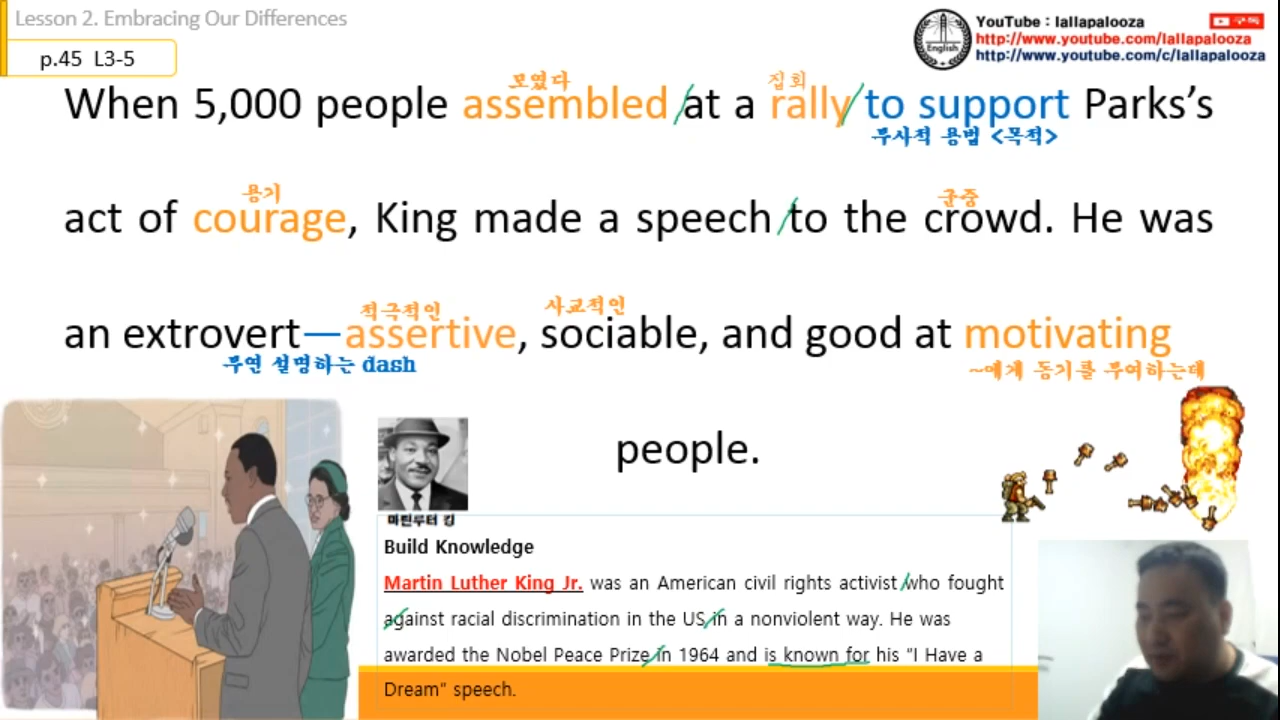 Lesson 2. Embracing Our Differences
p.45 L3-5
English
YouTube : lallapalooza
구독
http://www.youtube.com/lallapalooza
http://www.youtube.com/c/lallapalooza
모였다
집회
When 5,000 people assembled at a rally to support Parks’s
부사적 용법 <목적>
용기
군중
act of courage, King made a speech to the crowd. He was
적극적인
사교적인
an extrovert—assertive, sociable, and good at motivating
부연 설명하는 dash
~에게 동기를 부여하는데
people.
마틴루터 킹
Build Knowledge
Martin Luther King Jr. was an American civil rights activist who fought
against racial discrimination in the US in a nonviolent way. He was
awarded the Nobel Peace Prize in 1964 and is known for his "I Have a
Dream" speech.